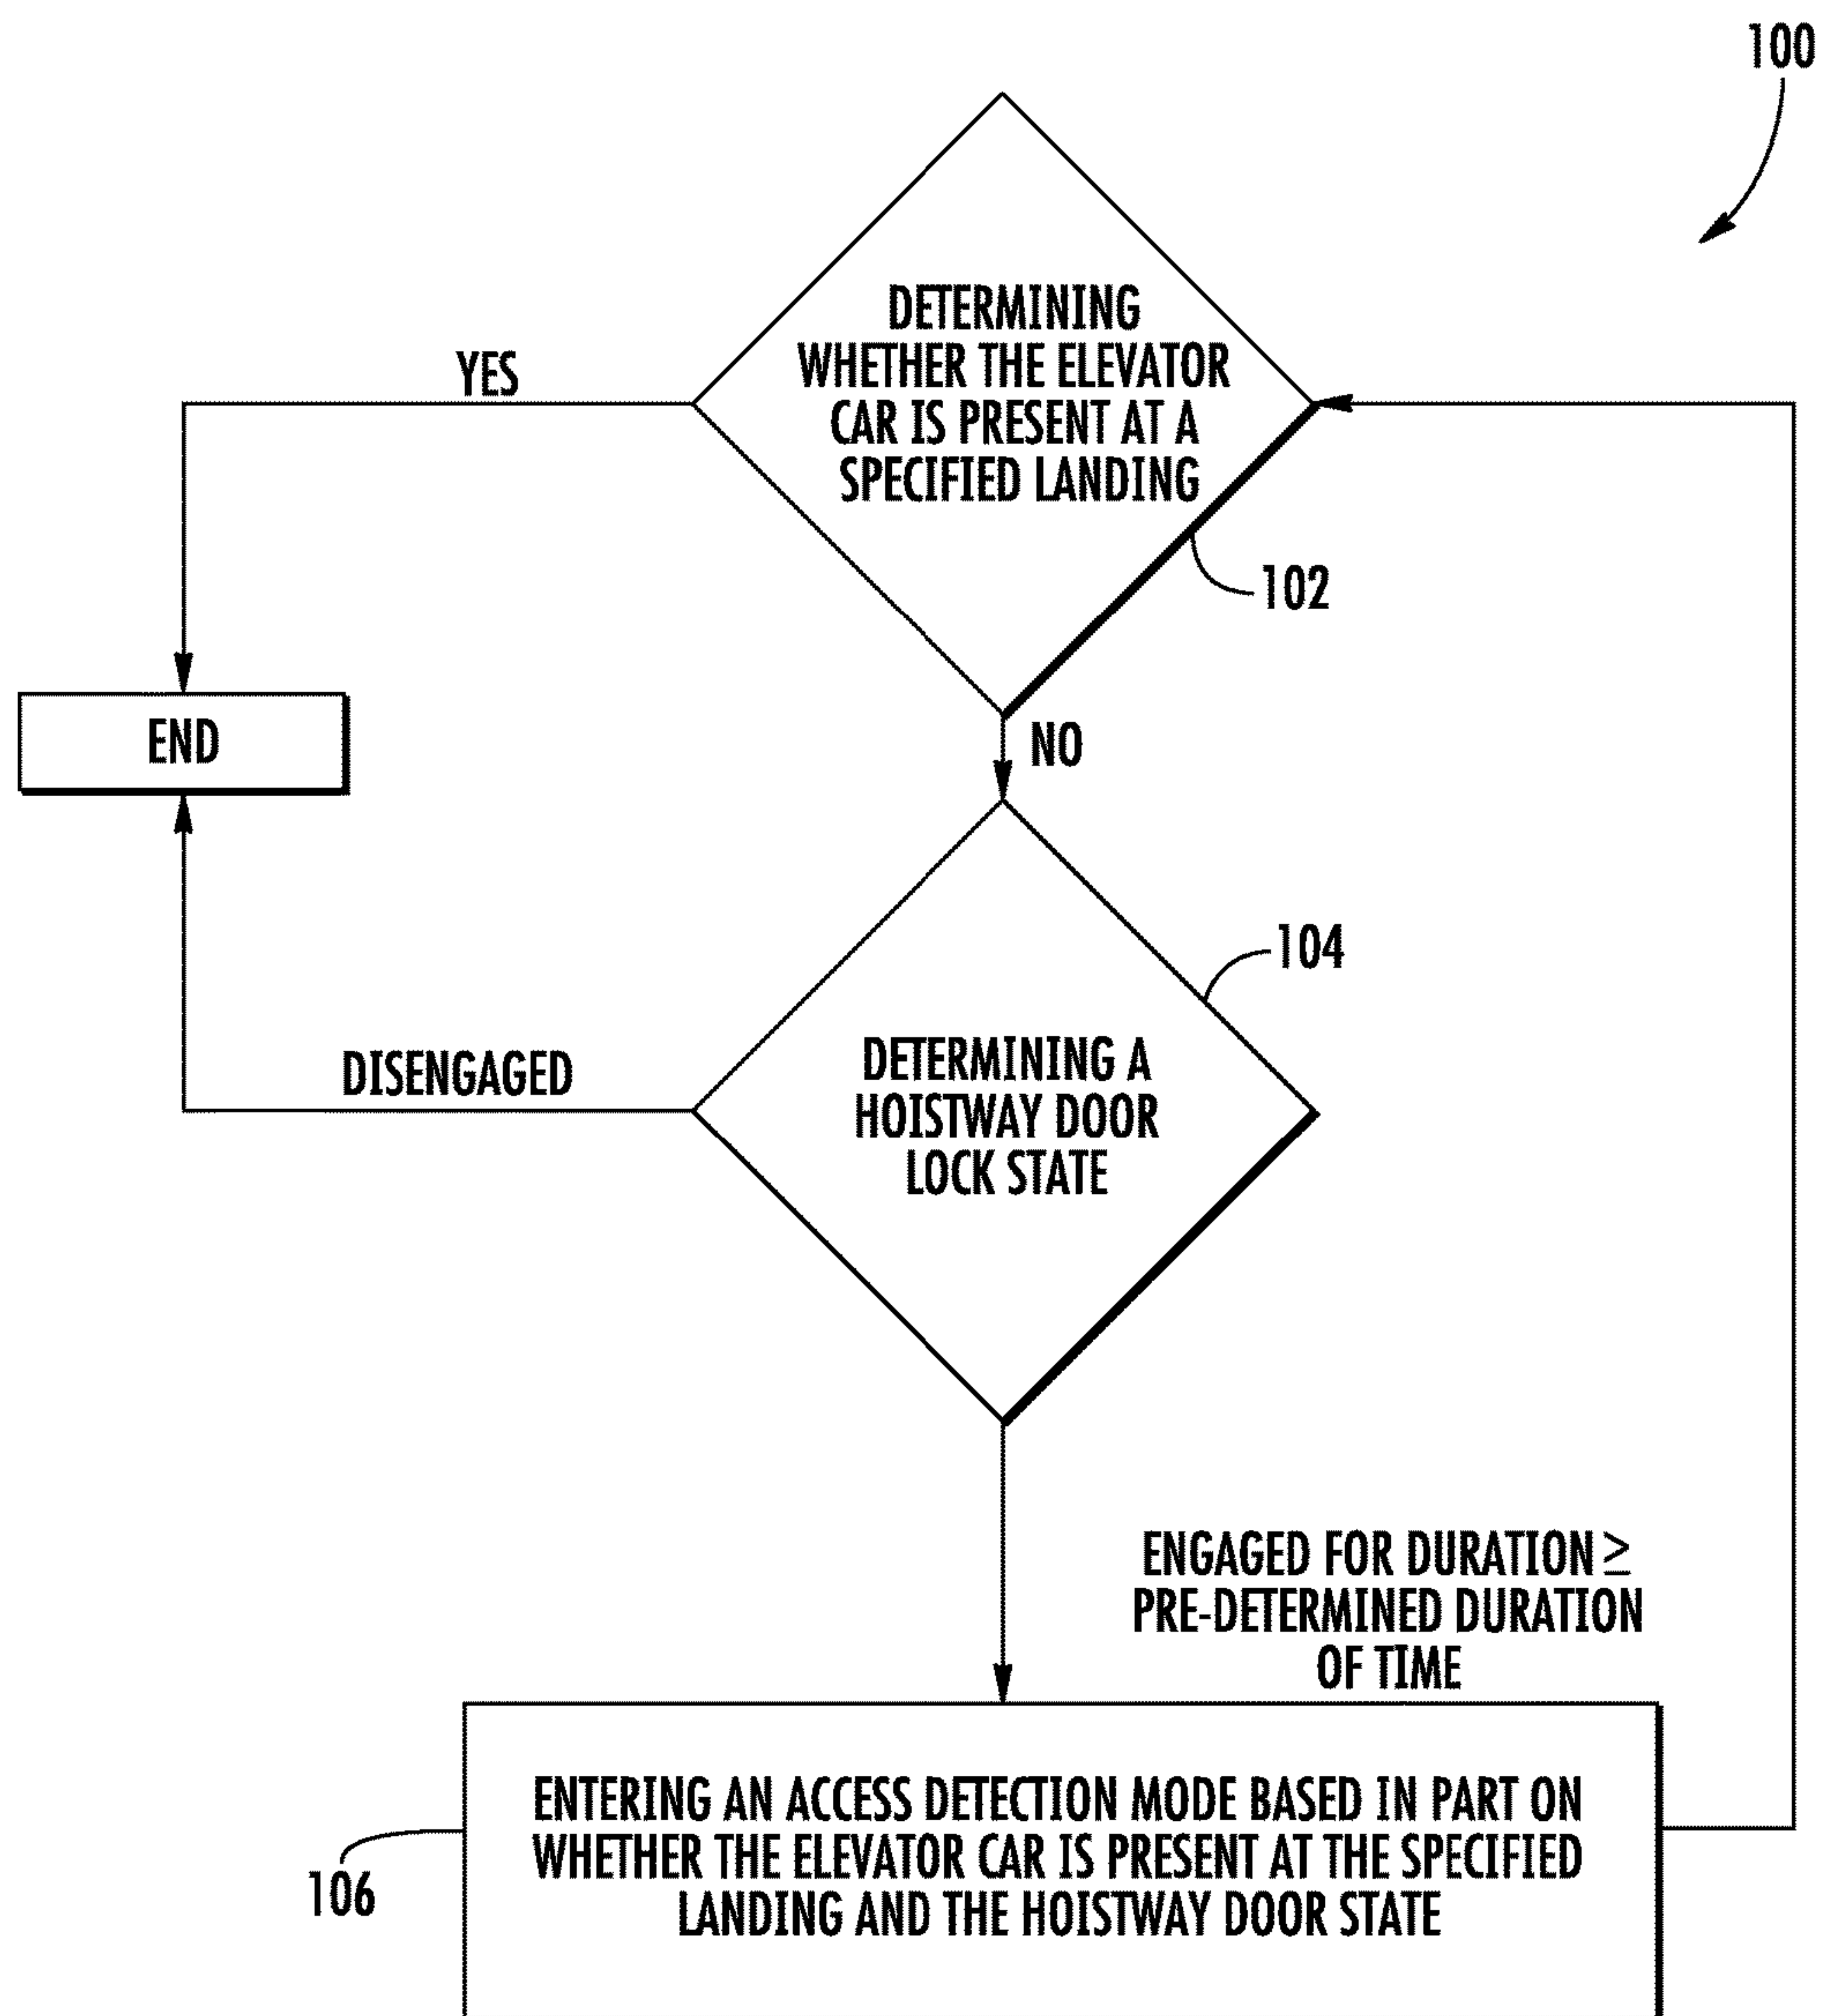 100
DETERMINING
WHETHER THE ELEVATOR
CAR IS PRESENT AT A
SPECIFIED LANDING
YES
102
END
NO
104
DETERMINING A
HOISTWAY DOOR
LOCK STATE
DISENGAGED
ENGAGED FOR DURATION ≥
PRE-DETERMINED DURATION
OF TIME
ENTERING AN ACCESS DETECTION MODE BASED IN PART ON
WHETHER THE ELEVATOR CAR IS PRESENT AT THE SPECIFIED
LANDING AND THE HOISTWAY DOOR STATE
106